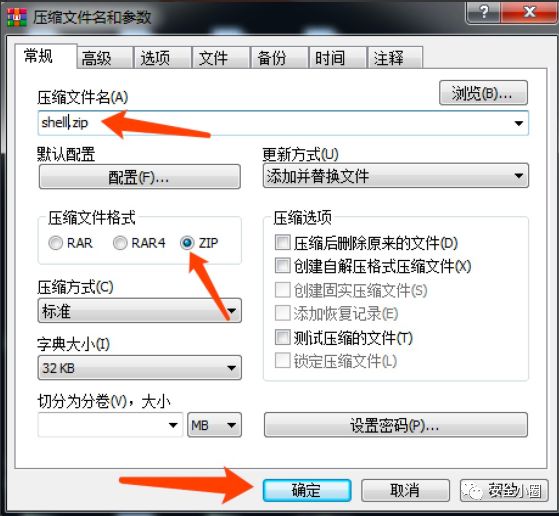 压缩文件名和参数
常规 高级 选项 文件 备份 时间 注释
压缩文件名(A) 浏览(B)...
shell.zip
默认配置 更新方式(U)
配置(F)... 添加并替换文件
压缩文件格式 压缩选项
RAR RAR4 ZIP 压缩后删除原来的文件(D)
创建自解压格式压缩文件(X)
压缩方式(C) 创建固实压缩文件(S)
标准 添加恢复记录(E)
字典大小(I) 测试压缩的文件(T)
32 KB 锁定压缩文件(L)
切分为分卷(V)，大小
MB 设置密码(P)...
确定 取消 安全小圈